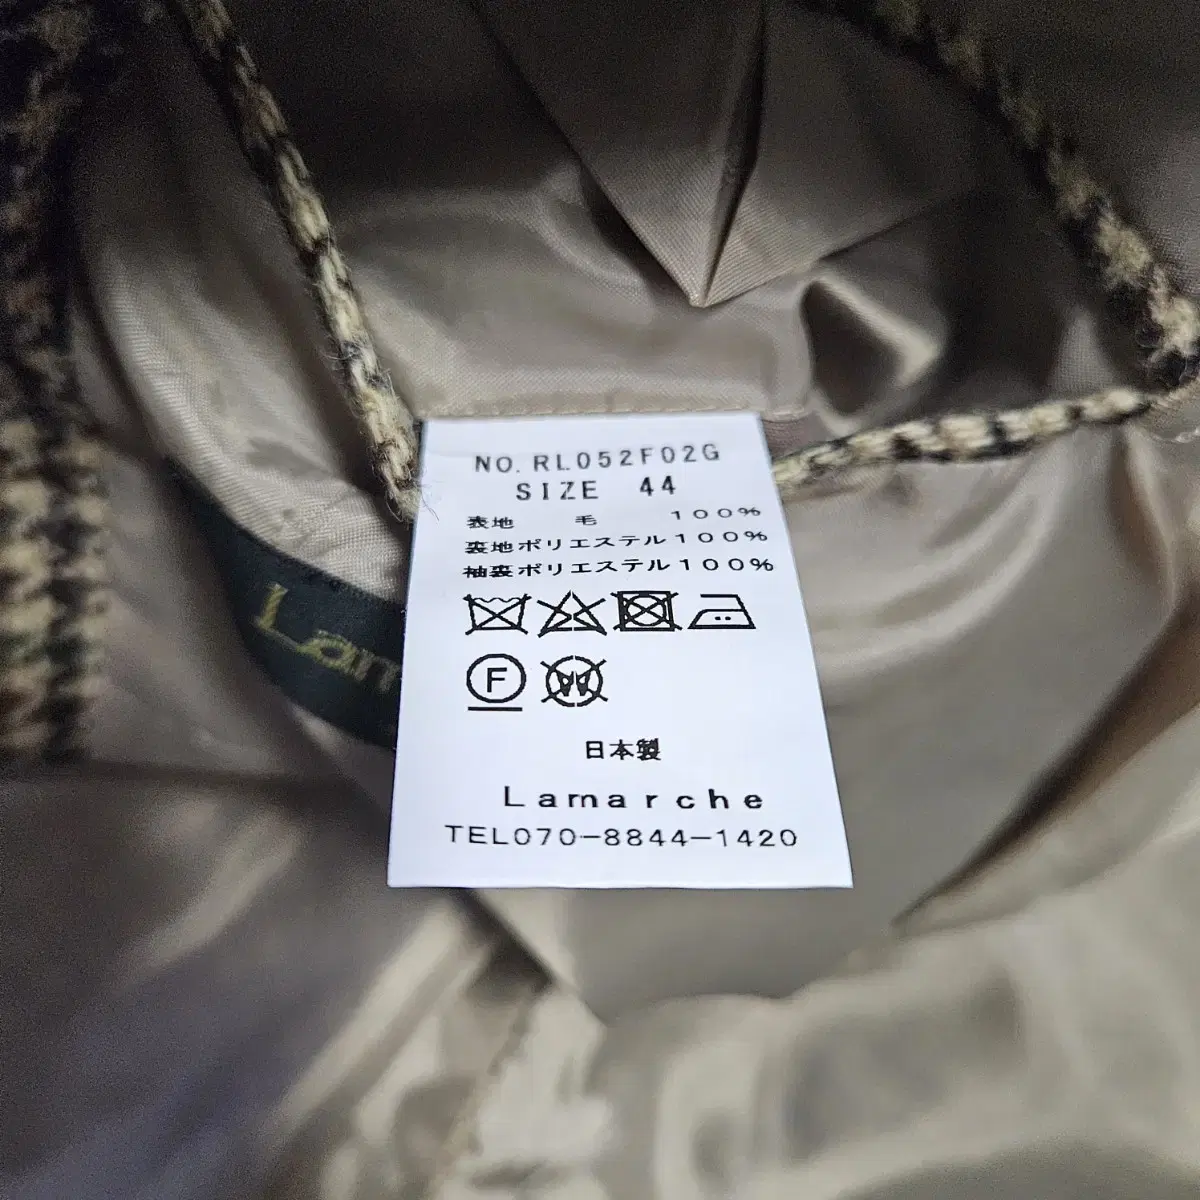 NO. RL052F02G
SIZE 44
表地 毛 100%
裏地ポリエステル100%
袖裏ポリエステル100%
F
日本製
Lamarche
TEL070-8844-1420
Lam